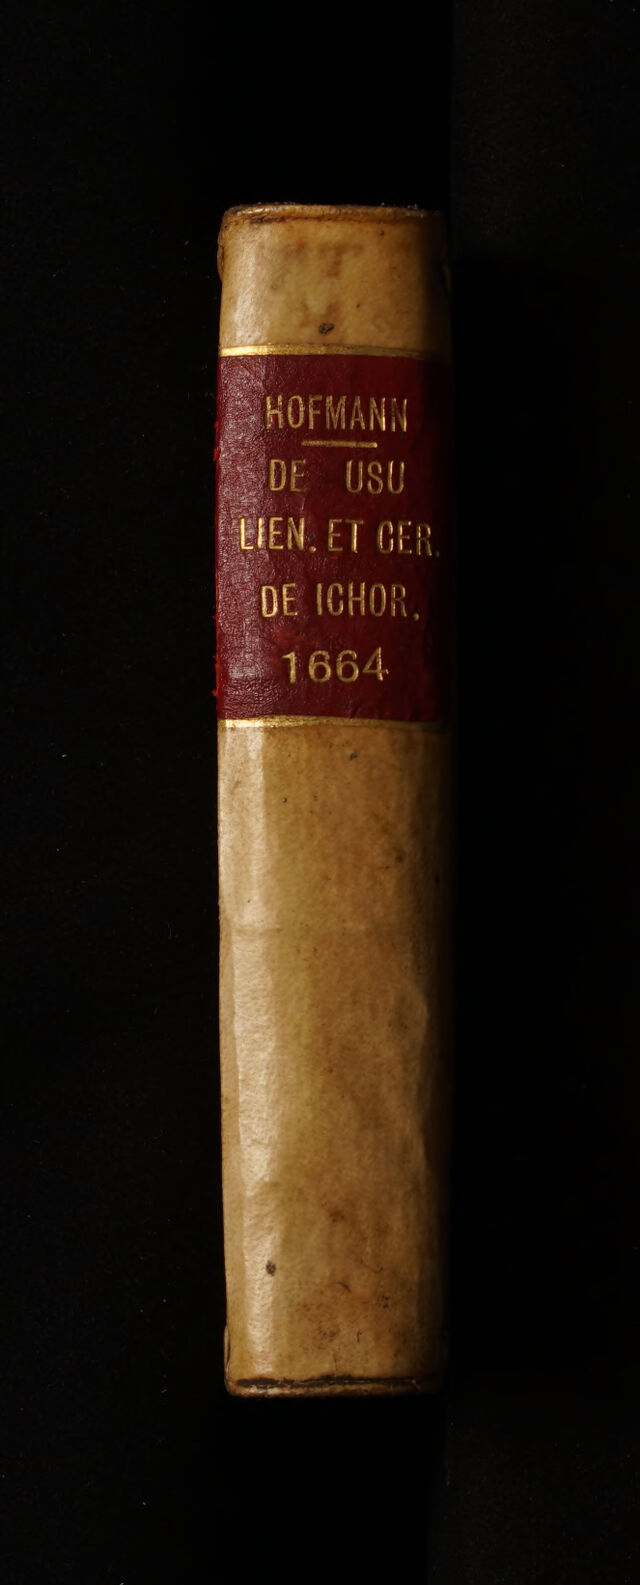 HOFMANN
DE USU
LIEN. ET CER.
DE ICHOR.
1664